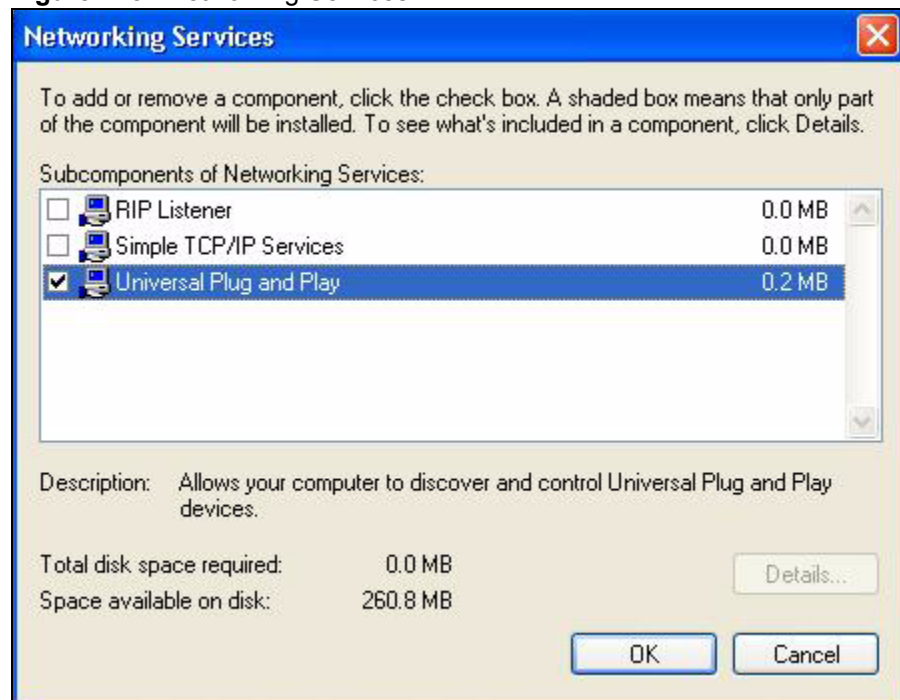 Networking Services
To add or remove a component, click the check box. A shaded box means that only part
of the component will be installed. To see what's included in a component, click Details.
Subcomponents of Networking Services:
RIP Listener 0.0 MB
Simple TCP/IP Services 0.0 MB
Universal Plug and Play 0.2 MB
Description: Allows your computer to discover and control Universal Plug and Play
devices.
Total disk space required: 0.0 MB
Space available on disk: 260.8 MB
Details...
OK Cancel